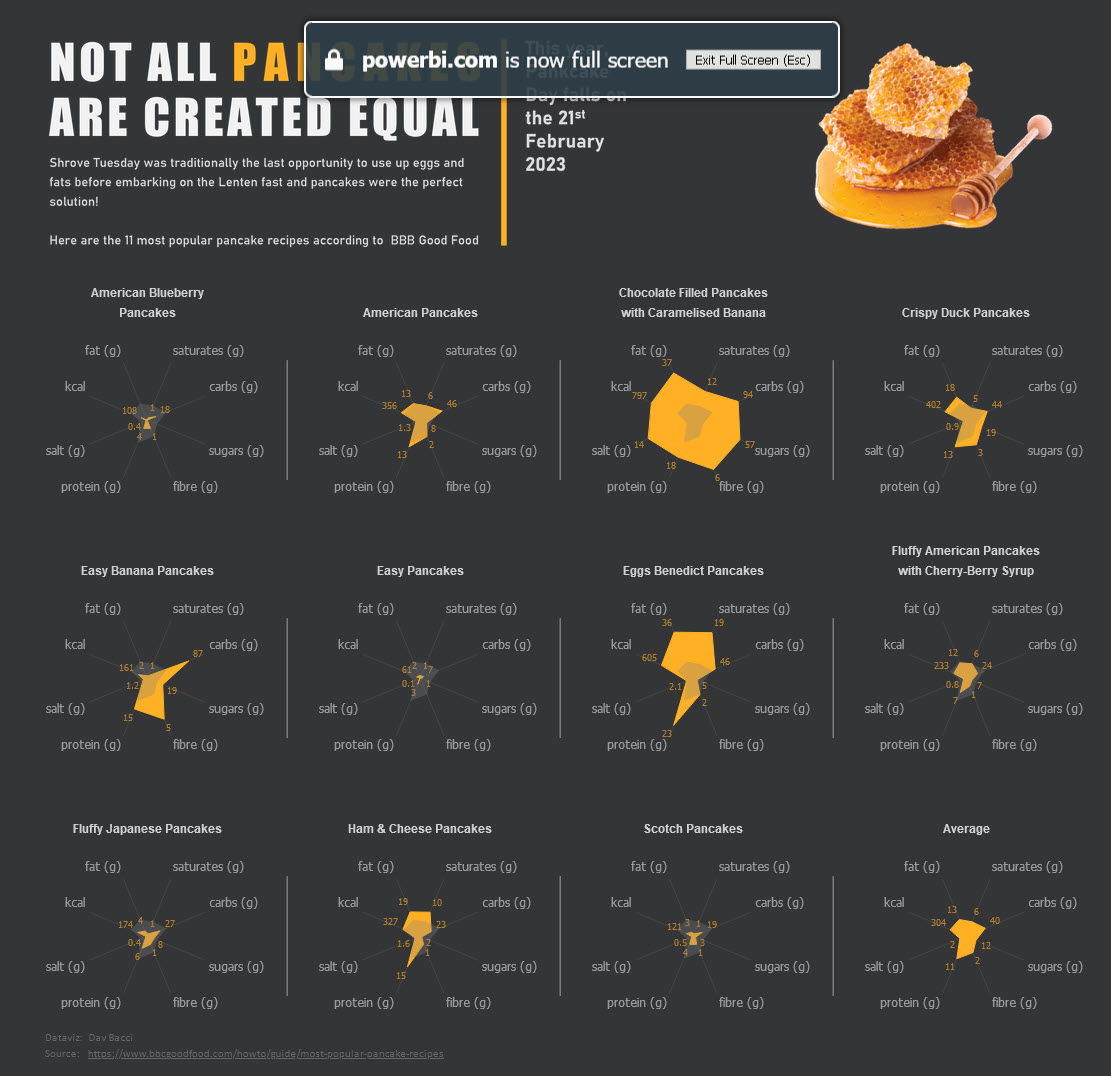 powerbi.com is now full screen
Exit Full Screen (Esc)
NOT ALL PANCAKES
ARE CREATED EQUAL
Shrove Tuesday was traditionally the last opportunity to use up eggs and
fats before embarking on the Lenten fast and pancakes were the perfect
solution!
Here are the 11 most popular pancake recipes according to BBB Good Food
This year,
Pankcake
Day falls on
the 21st
February
2023
American Blueberry
Pancakes
fat (g) saturates (g)
kcal carbs (g)
108 1 18
0.4
4 1
salt (g) sugars (g)
protein (g) fibre (g)
American Pancakes
fat (g) saturates (g)
kcal carbs (g)
13 6
356 46
1.3 8
13 2
salt (g) sugars (g)
protein (g) fibre (g)
Chocolate Filled Pancakes
with Caramelised Banana
fat (g) saturates (g)
37 12
kcal carbs (g)
797 94
14 57
salt (g) sugars (g)
18 6
protein (g) fibre (g)
Crispy Duck Pancakes
fat (g) saturates (g)
kcal carbs (g)
18 5
402 44
0.9 19
13 3
salt (g) sugars (g)
protein (g) fibre (g)
Easy Banana Pancakes
fat (g) saturates (g)
kcal carbs (g)
87
161 2 1
1.2 19
salt (g) sugars (g)
15 5
protein (g) fibre (g)
Easy Pancakes
fat (g) saturates (g)
kcal carbs (g)
61 2 1 7
0.1 1
3
salt (g) sugars (g)
protein (g) fibre (g)
Eggs Benedict Pancakes
fat (g) saturates (g)
36 19
kcal carbs (g)
605 46
2.1 5
2
salt (g) sugars (g)
23
protein (g) fibre (g)
Fluffy American Pancakes
with Cherry-Berry Syrup
fat (g) saturates (g)
kcal carbs (g)
12 6
233 24
0.8 7
7 1
salt (g) sugars (g)
protein (g) fibre (g)
Fluffy Japanese Pancakes
fat (g) saturates (g)
kcal carbs (g)
174 4 1 27
0.4 8
6 1
salt (g) sugars (g)
protein (g) fibre (g)
Ham & Cheese Pancakes
fat (g) saturates (g)
kcal carbs (g)
19 10
327 23
1.6 2
1
salt (g) sugars (g)
15
protein (g) fibre (g)
Scotch Pancakes
fat (g) saturates (g)
kcal carbs (g)
121 3 1 19
0.5 3
4 1
salt (g) sugars (g)
protein (g) fibre (g)
Average
fat (g) saturates (g)
kcal carbs (g)
13 6
304 40
2 12
11 2
salt (g) sugars (g)
protein (g) fibre (g)
Dataviz: Dav Bacci
Source: https://www.bbcgoodfood.com/howto/guide/most-popular-pancake-recipes